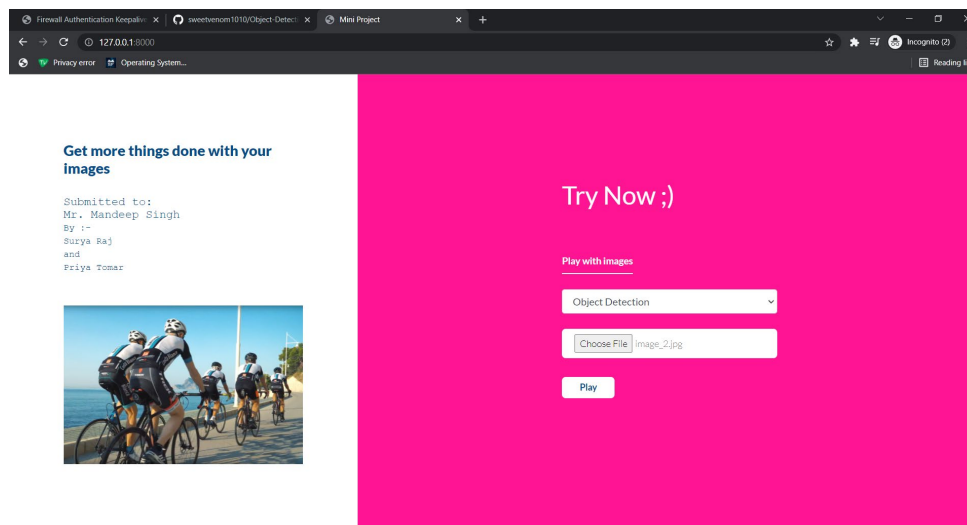 Firewall Authentication Keepaliv
sweetvenom1010/Object-Detecti
Mini Project
127.0.0.1:8000
Incognito (2)
Privacy error
Operating System...
Reading li
Get more things done with your
images
Submitted to:
Mr. Mandeep Singh
By :-
Surya Raj
and
Priya Tomar
Try Now ;)
Play with images
Object Detection
Choose File image_2.jpg
Play